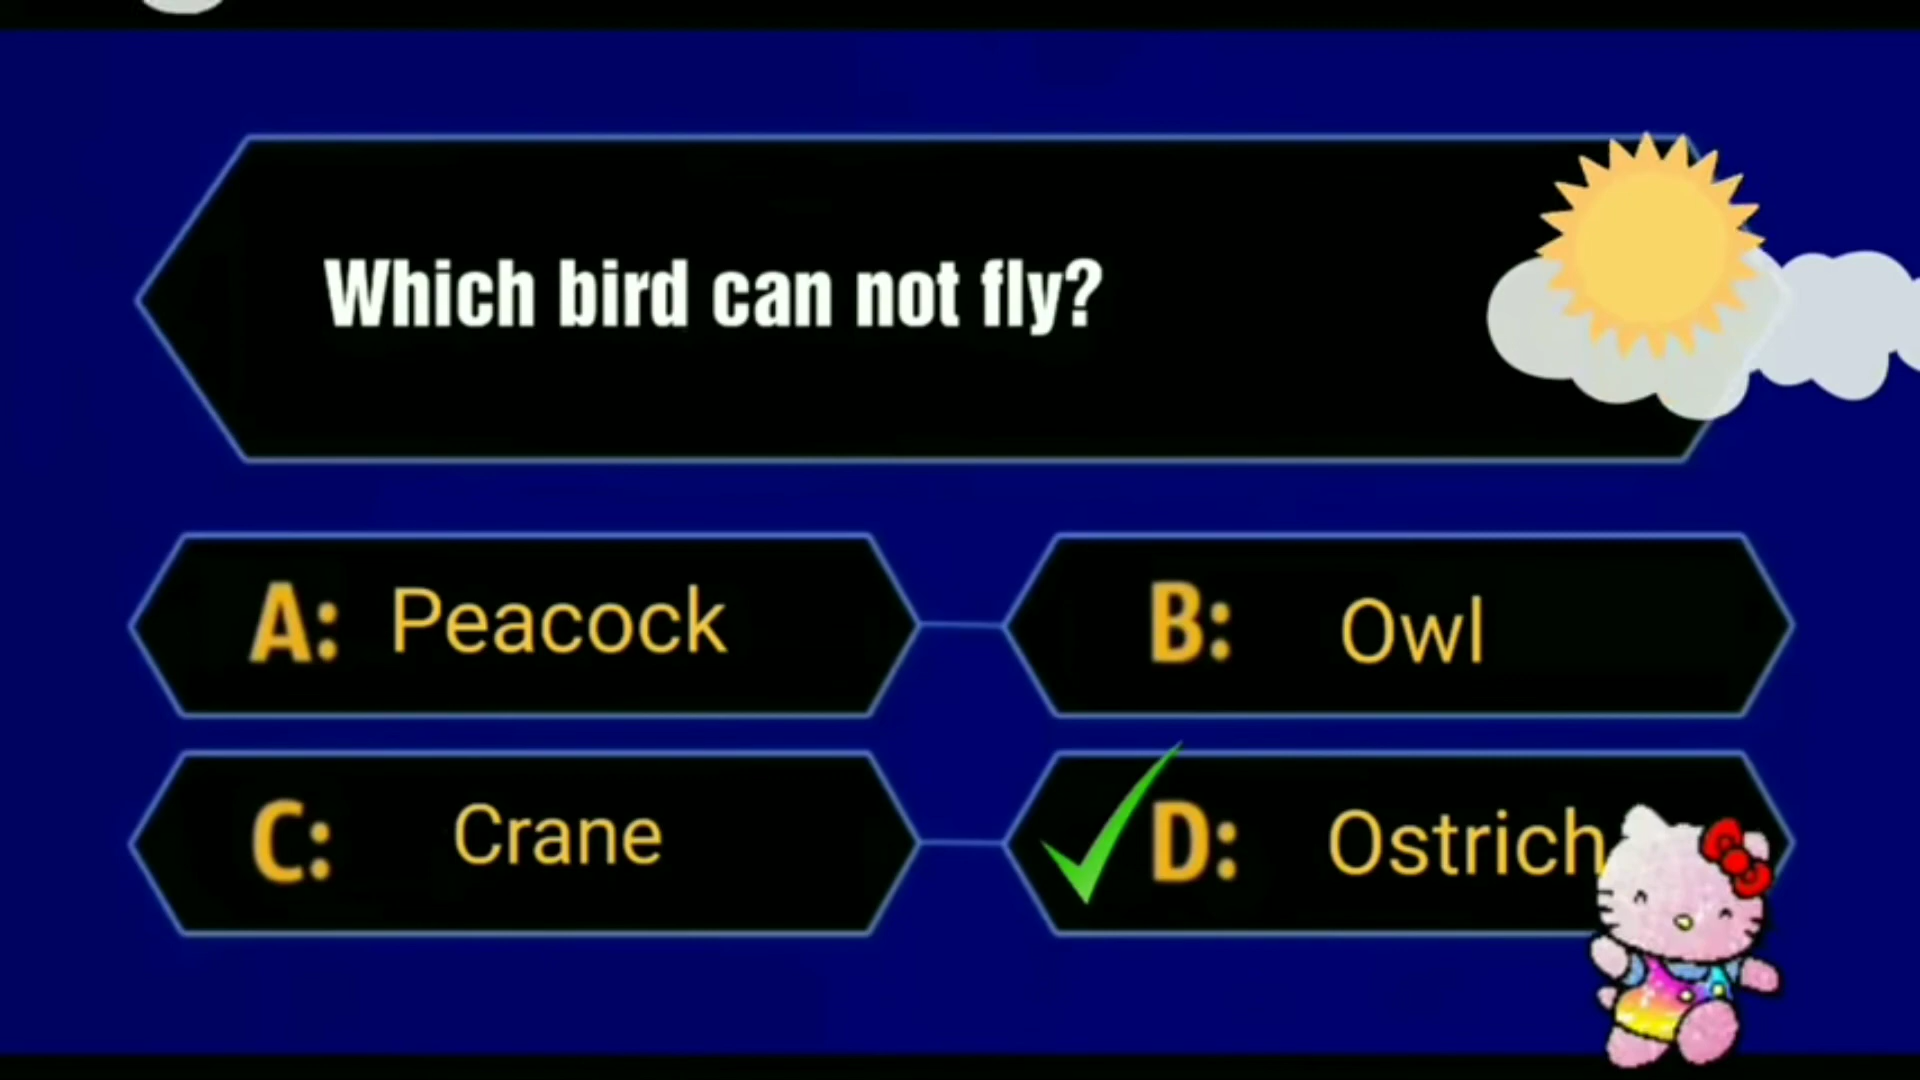 Which bird can not fly?
A: Peacock
B: Owl
C: Crane
D: Ostrich